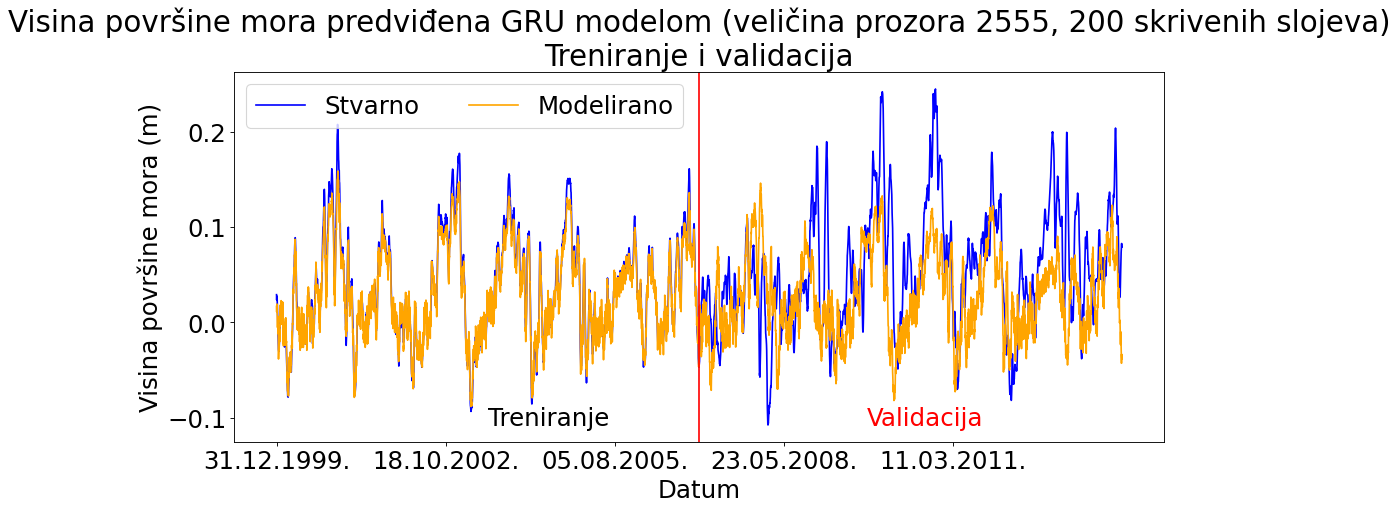 Visina površine mora predviđena GRU modelom (veličina prozora 2555, 200 skrivenih slojeva)
Treniranje i validacija
Stvarno
Modelirano
Visina površine mora (m)
0.2
0.1
0.0
−0.1
Treniranje
Validacija
31.12.1999.
18.10.2002.
05.08.2005.
23.05.2008.
11.03.2011.
Datum